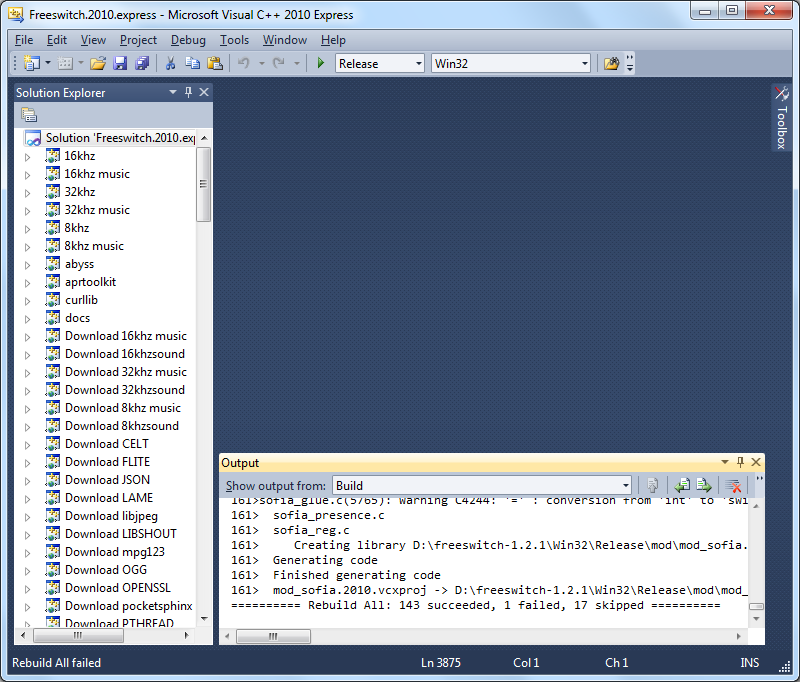 Freeswitch.2010.express - Microsoft Visual C++ 2010 Express
File Edit View Project Debug Tools Window Help
Release Win32
Solution Explorer
Toolbox
Solution 'Freeswitch.2010.exp
16khz
16khz music
32khz
32khz music
8khz
8khz music
abyss
aprtoolkit
curllib
docs
Download 16khz music
Download 16khzsound
Download 32khz music
Download 32khzsound
Download 8khz music
Download 8khzsound
Download CELT
Download FLITE
Download JSON
Download LAME
Download libjpeg
Download LIBSHOUT
Download mpg123
Download OGG
Download OPENSSL
Download pocketsphinx
Download PTHREAD
Output
Show output from: Build
161>sofia_glue.c(5765): warning C4244: '=' : conversion from 'int' to 'swi
161> sofia_presence.c
161> sofia_reg.c
161> Creating library D:\freeswitch-1.2.1\Win32\Release\mod\mod_sofia.
161> Generating code
161> Finished generating code
161> mod_sofia.2010.vcxproj -> D:\freeswitch-1.2.1\Win32\Release\mod\mod_
========== Rebuild All: 143 succeeded, 1 failed, 17 skipped ==========
Rebuild All failed Ln 3875 Col 1 Ch 1 INS